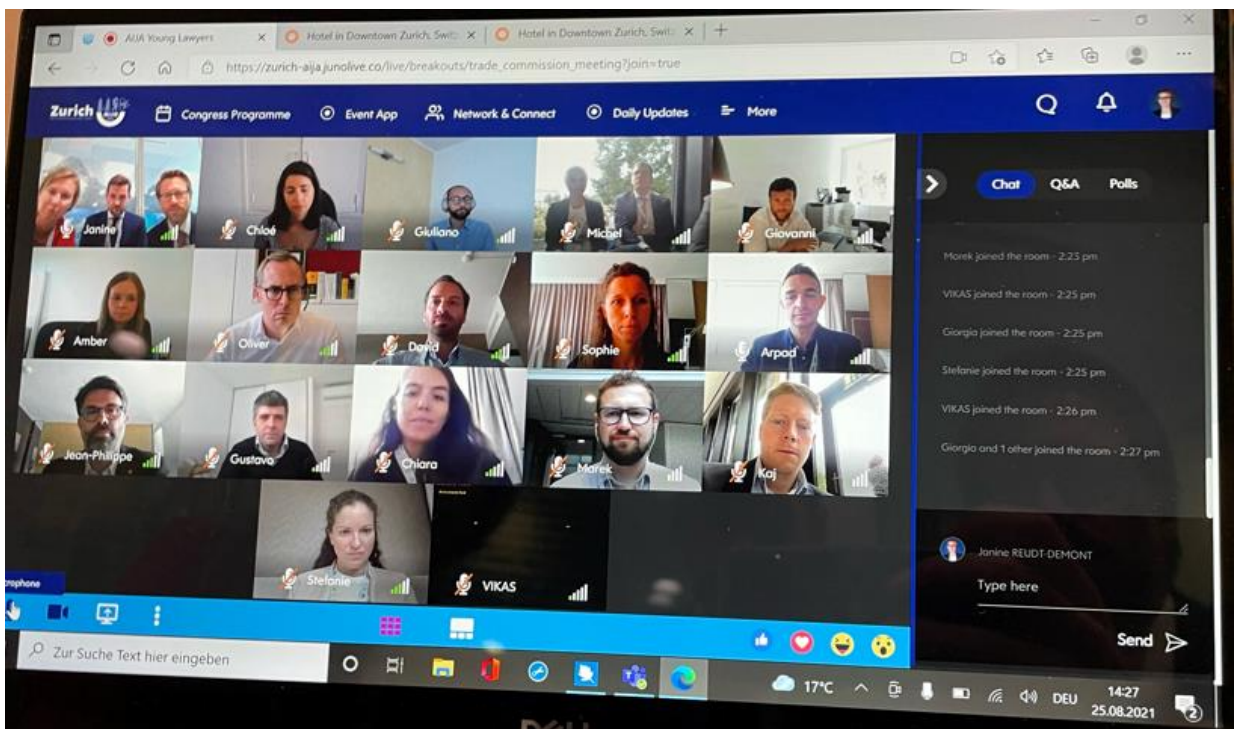 AIJA Young Lawyers
Hotel in Downtown Zurich, Swit
Hotel in Downtown Zurich, Swit
https://zurich-aija.junolive.co/live/breakouts/trade_commission_meeting?join=true
Zurich
Congress Programme
Event App
Network & Connect
Daily Updates
More
Janine
Chloé
Giuliano
Michel
Giovanni
Amber
Oliver
David
Sophie
Arpad
Jean-Philippe
Gustavo
Chiara
Marek
Kaj
Stefanie
VIKAS
Chat
Q&A
Polls
Marek joined the room - 2:23 pm
VIKAS joined the room - 2:25 pm
Giorgio joined the room - 2:25 pm
Stefanie joined the room - 2:25 pm
VIKAS joined the room - 2:26 pm
Giorgio and 1 other joined the room - 2:27 pm
Janine REUDT-DEMONT
Type here
Send
Zur Suche Text hier eingeben
17°C
DEU
14:27
25.08.2021
2